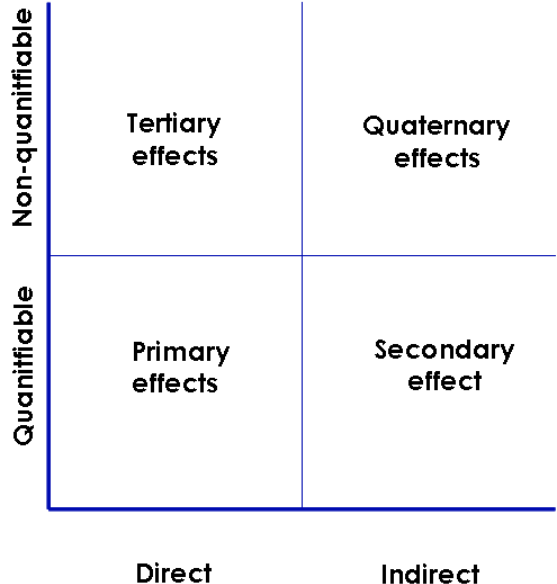 Non-quanitfiable
Tertiary
effects
Quaternary
effects
Quanitfiable
Primary
effects
Secondary
effect
Direct
Indirect